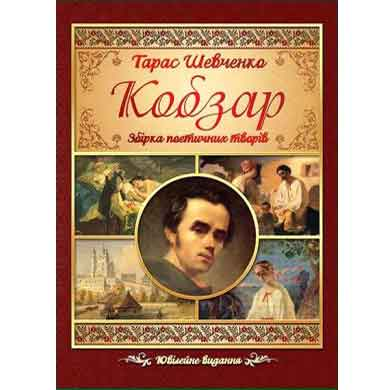 Тарас Шевченко
Кобзар
Збірка поетичних творів
Ювілейне видання